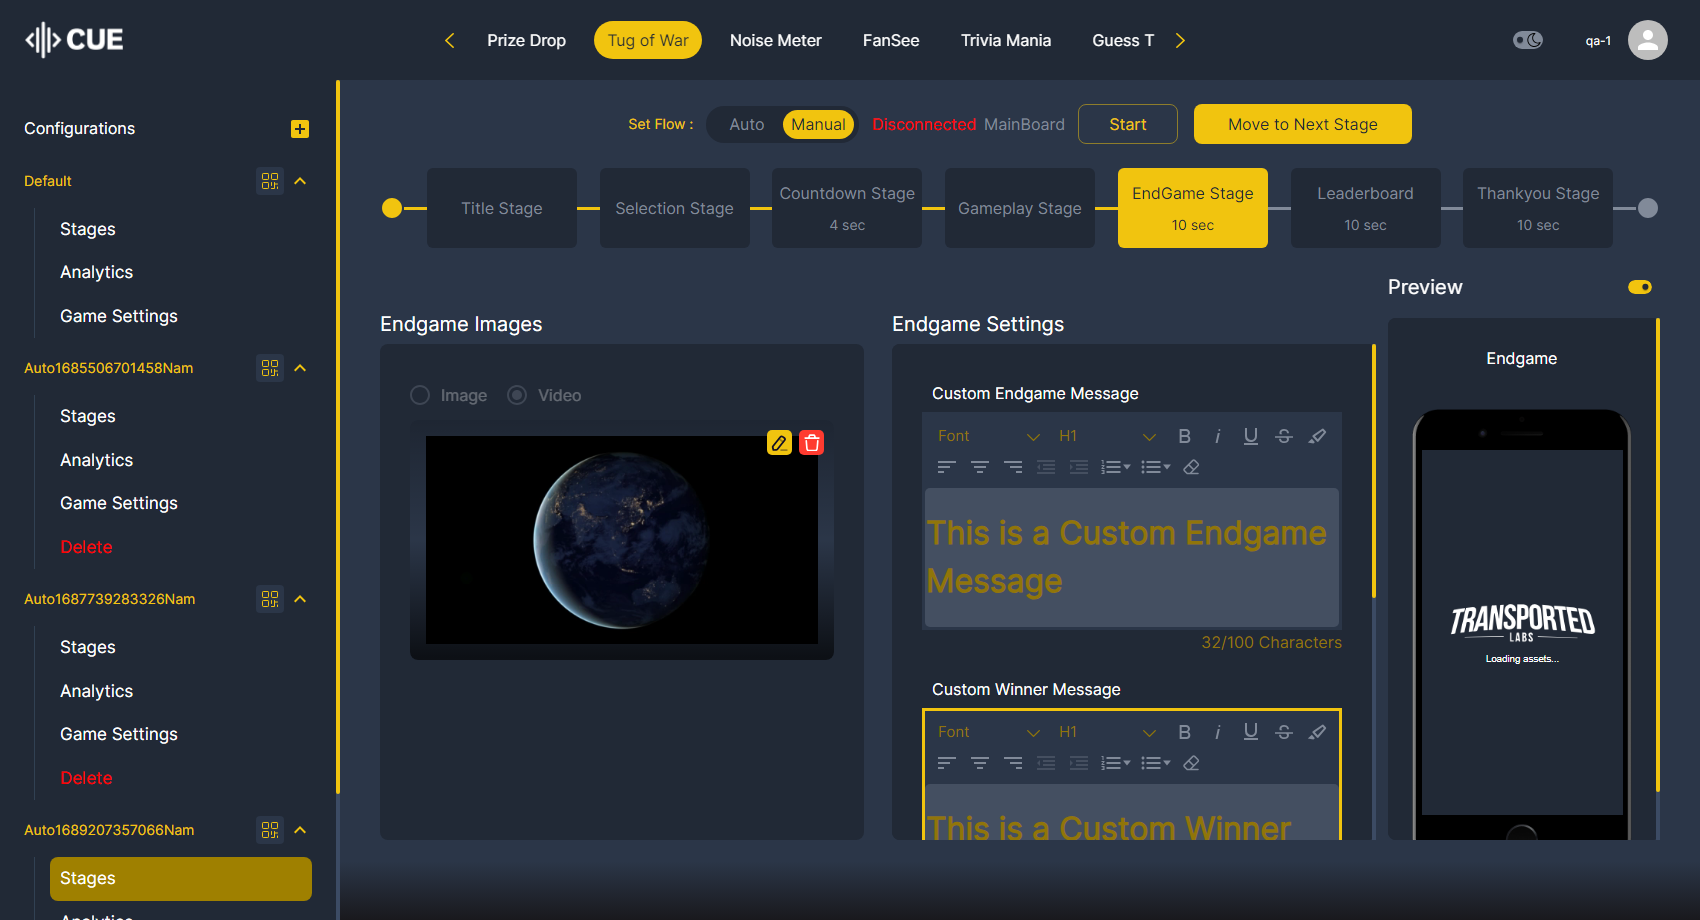 CUE
Prize Drop
Tug of War
Noise Meter
FanSee
Trivia Mania
Guess T
qa-1
Configurations
Default
Stages
Analytics
Game Settings
Auto1685506701458Nam
Stages
Analytics
Game Settings
Delete
Auto1687739283326Nam
Stages
Analytics
Game Settings
Delete
Auto1689207357066Nam
Stages
Analytics
Set Flow :
Auto
Manual
Disconnected MainBoard
Start
Move to Next Stage
Title Stage
Selection Stage
Countdown Stage
4 sec
Gameplay Stage
EndGame Stage
10 sec
Leaderboard
10 sec
Thankyou Stage
10 sec
Endgame Images
Image
Video
Endgame Settings
Custom Endgame Message
Font
H1
This is a Custom Endgame
Message
32/100 Characters
Custom Winner Message
Font
H1
This is a Custom Winner
Preview
Endgame
TRANSPORTED
LABS
Loading assets...